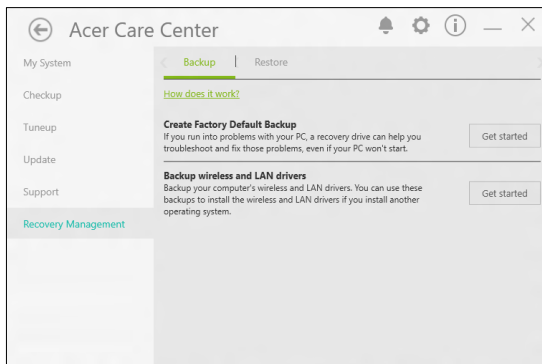 Acer Care Center
My System
Checkup
Tuneup
Update
Support
Recovery Management
Backup
Restore
How does it work?
Create Factory Default Backup
If you run into problems with your PC, a recovery drive can help you
troubleshoot and fix those problems, even if your PC won't start.
Get started
Backup wireless and LAN drivers
Backup your computer's wireless and LAN drivers. You can use these
backups to install the wireless and LAN drivers if you install another
operating system.
Get started